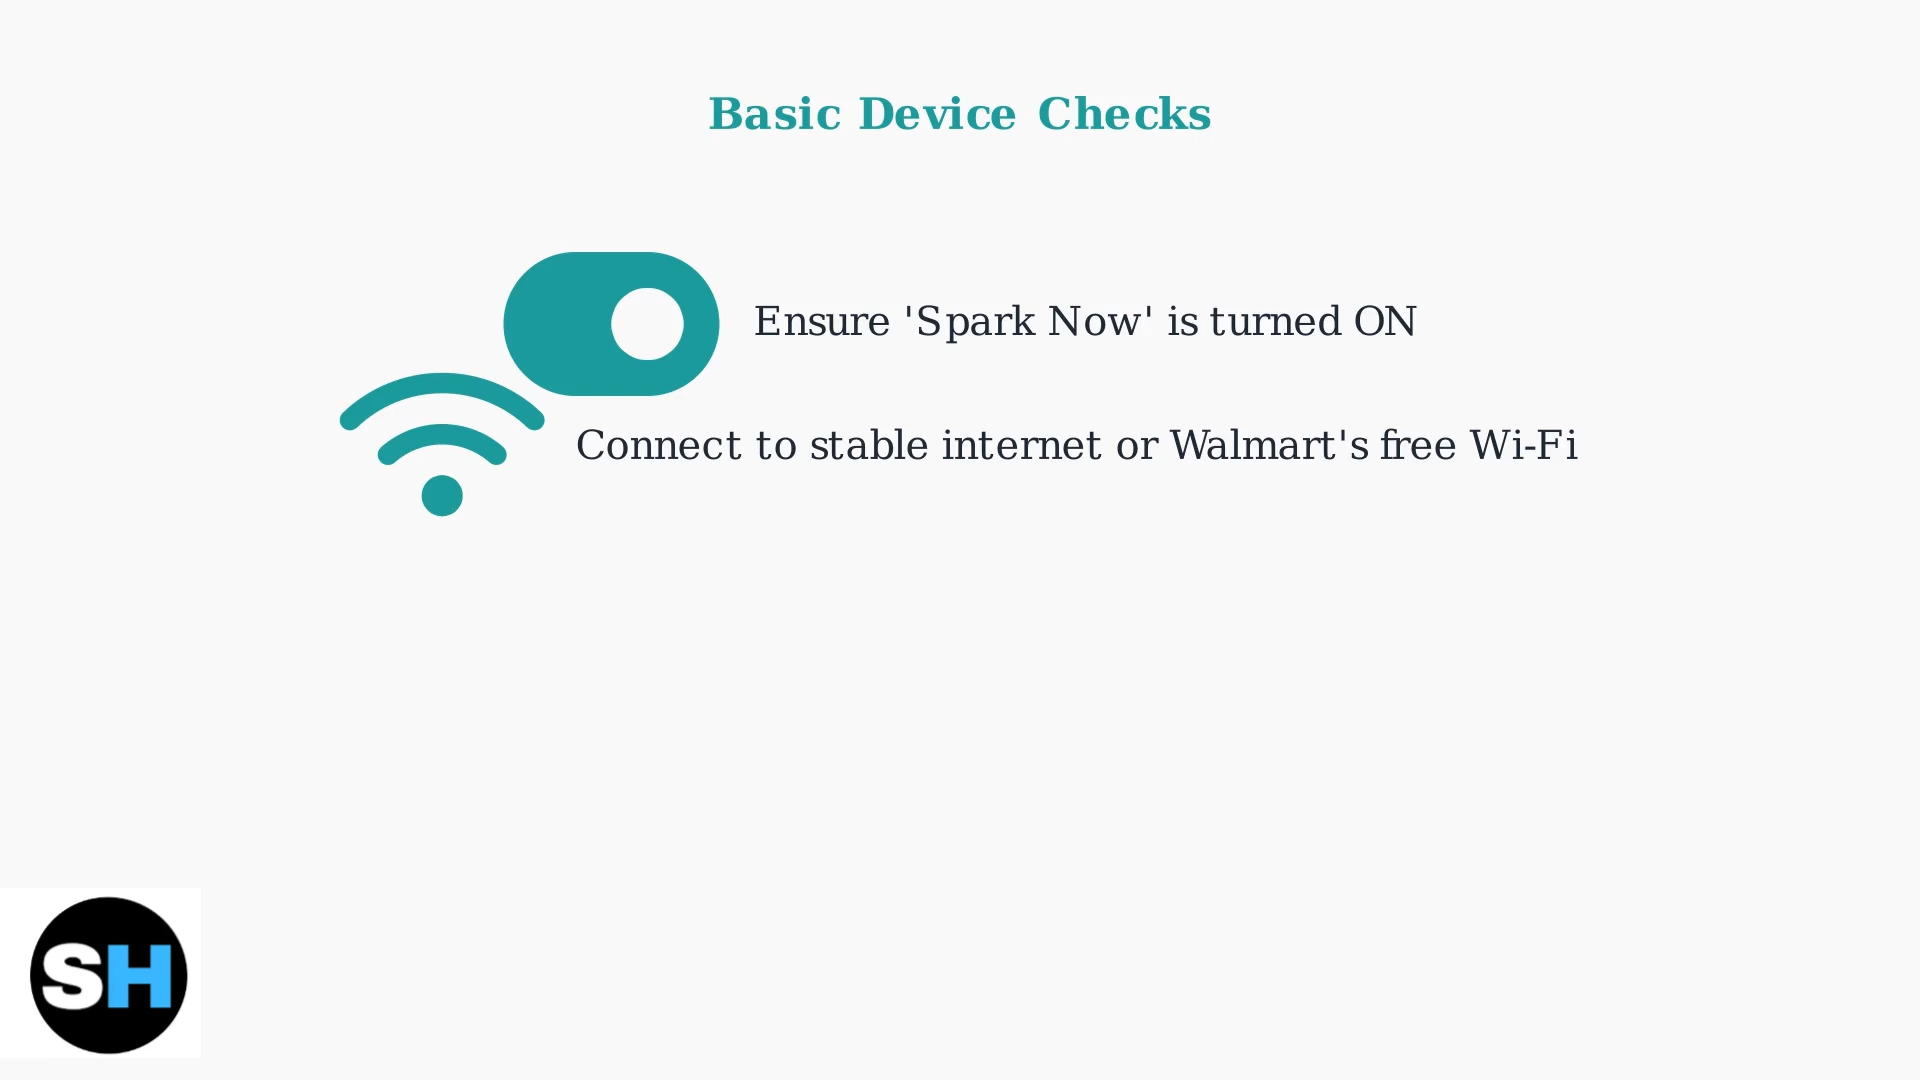 Basic Device Checks
Ensure 'Spark Now' is turned ON
Connect to stable internet or Walmart's free Wi-Fi
SH